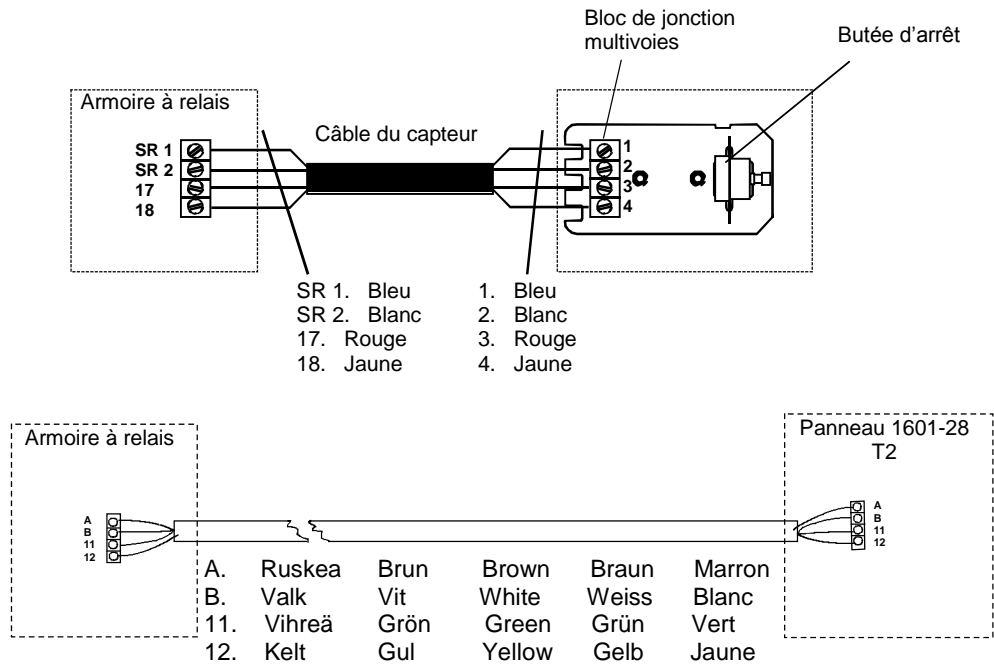 Bloc de jonction
multivoies
Butée d'arrêt
Armoire à relais
Câble du capteur
SR 1
SR 2
17
18
1
2
3
4
SR 1. Bleu
SR 2. Blanc
17. Rouge
18. Jaune
1. Bleu
2. Blanc
3. Rouge
4. Jaune
Armoire à relais
Panneau 1601-28
T2
A
B
11
12
A
B
11
12
A. Ruskea Brun Brown Braun Marron
B. Valk Vit White Weiss Blanc
11. Vihreä Grön Green Grün Vert
12. Kelt Gul Yellow Gelb Jaune